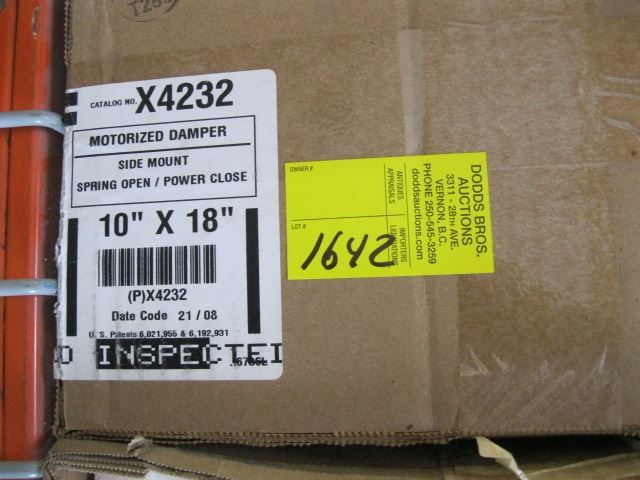 CATALOG NO. X4232
MOTORIZED DAMPER
SIDE MOUNT
SPRING OPEN / POWER CLOSE
10" X 18"
(P)X4232
Date Code 21 / 08
U.S. Patents 6,021,955 & 6,192,931
INSPECTE
OWNER #
LOT #
1642
ANTIQUES
APPRAISALS
IMPORTERS
LIQUIDATIONS
DODDS BROS.
AUCTIONS
3311 - 28TH AVE.
VERNON, B.C.
PHONE 250-545-3259
doddsauctions.com